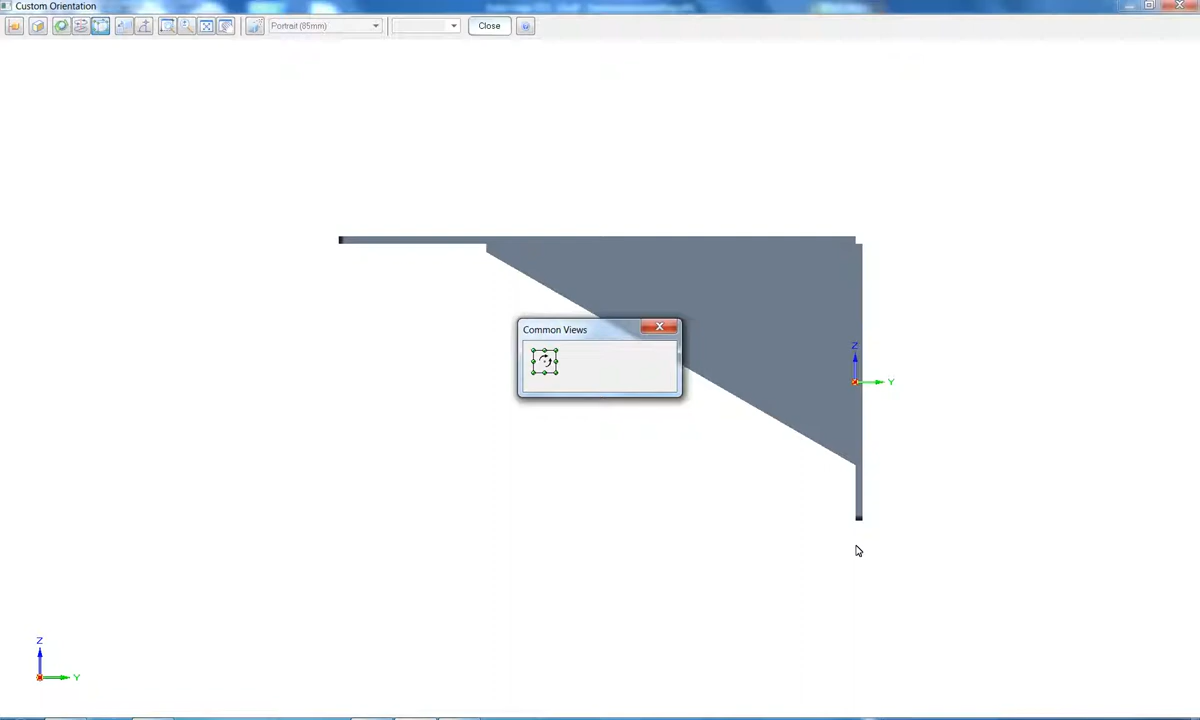 Custom Orientation
Portrait (85mm)
Close
Common Views
Z
Y
Z
Y